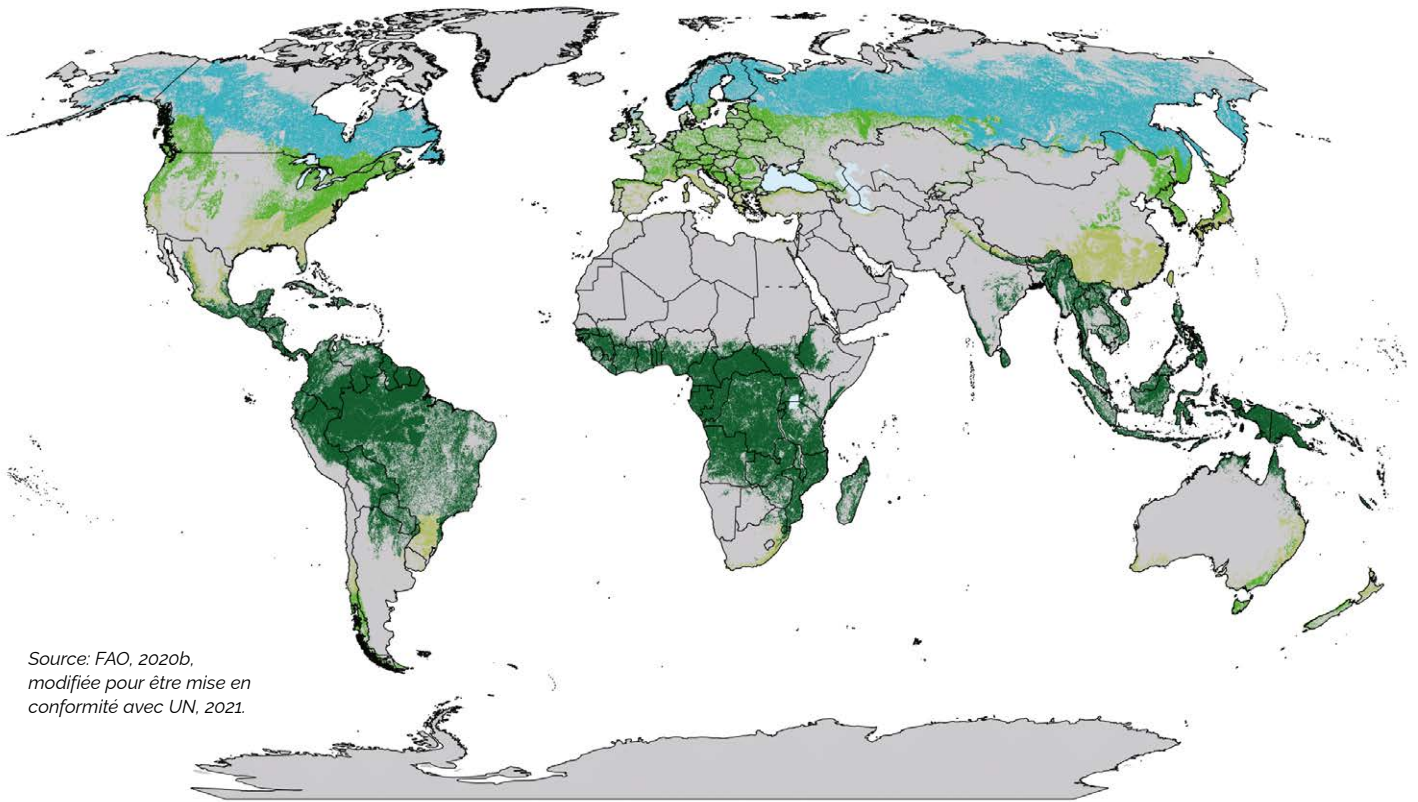 Source: FAO, 2020b,
modifiée pour être mise en
conformité avec UN, 2021.